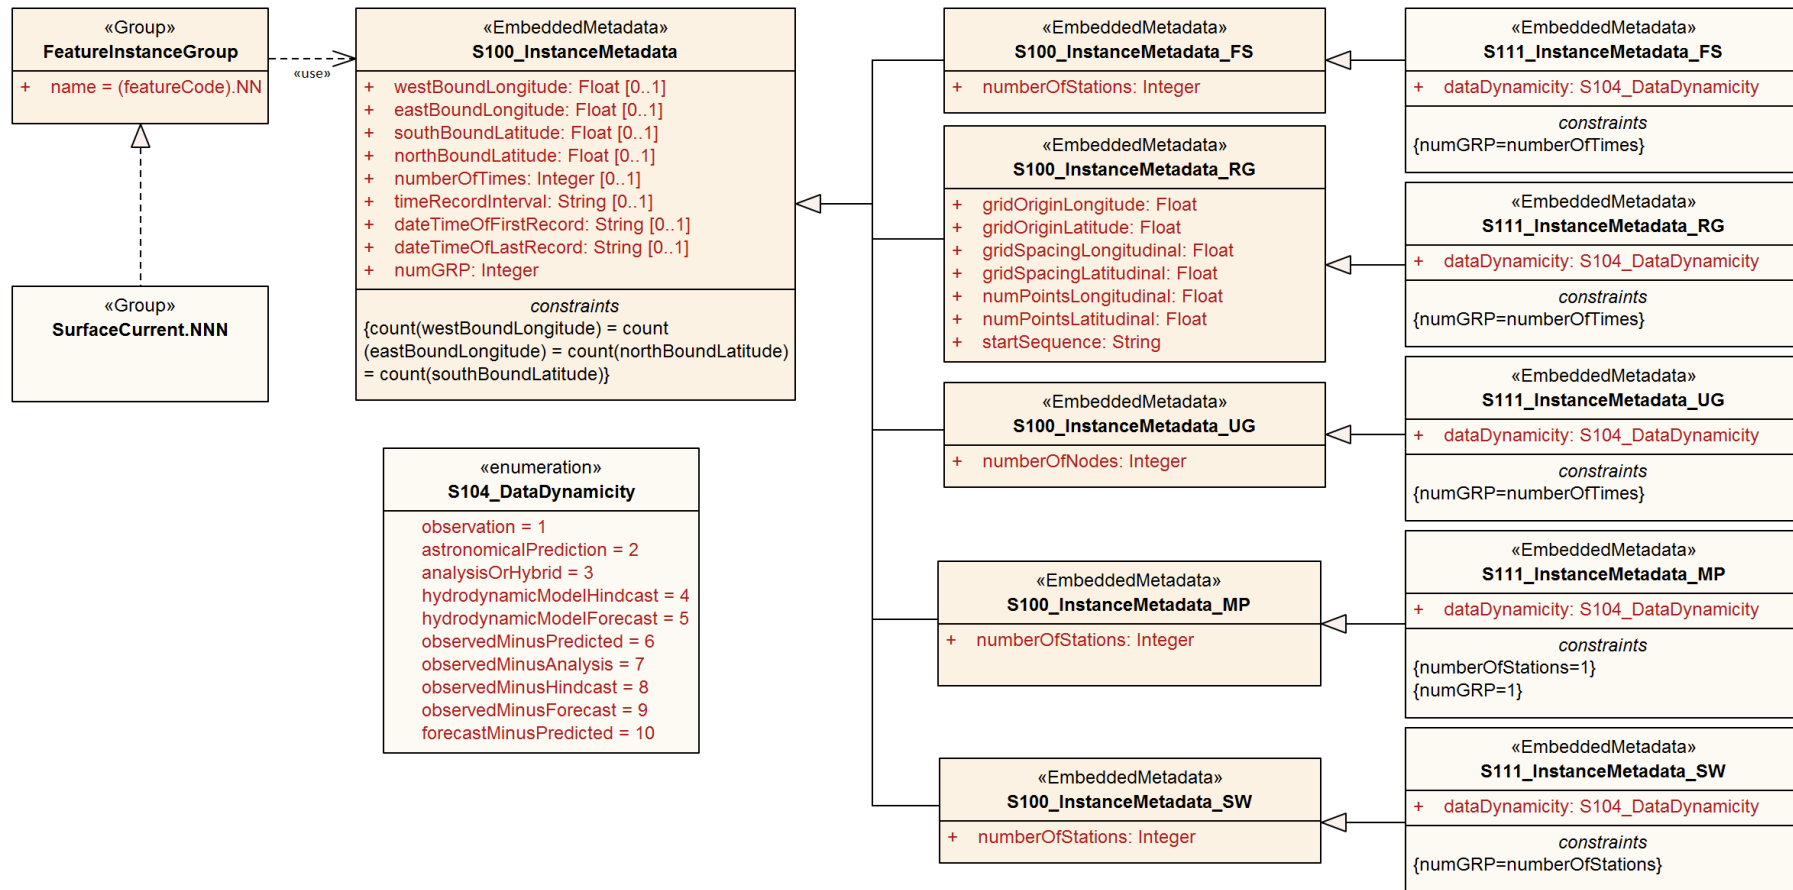 «Group»
FeatureInstanceGroup
+ name = (featureCode).NN
«use»
«Group»
SurfaceCurrent.NNN
«EmbeddedMetadata»
S100_InstanceMetadata
+ westBoundLongitude: Float [0..1]
+ eastBoundLongitude: Float [0..1]
+ southBoundLatitude: Float [0..1]
+ northBoundLatitude: Float [0..1]
+ numberOfTimes: Integer [0..1]
+ timeRecordInterval: String [0..1]
+ dateTimeOfFirstRecord: String [0..1]
+ dateTimeOfLastRecord: String [0..1]
+ numGRP: Integer
constraints
{count(westBoundLongitude) = count
(eastBoundLongitude) = count(northBoundLatitude)
= count(southBoundLatitude)}
«enumeration»
S104_DataDynamicity
observation = 1
astronomicalPrediction = 2
analysisOrHybrid = 3
hydrodynamicModelHindcast = 4
hydrodynamicModelForecast = 5
observedMinusPredicted = 6
observedMinusAnalysis = 7
observedMinusHindcast = 8
observedMinusForecast = 9
forecastMinusPredicted = 10
«EmbeddedMetadata»
S100_InstanceMetadata_FS
+ numberOfStations: Integer
«EmbeddedMetadata»
S100_InstanceMetadata_RG
+ gridOriginLongitude: Float
+ gridOriginLatitude: Float
+ gridSpacingLongitudinal: Float
+ gridSpacingLatitudinal: Float
+ numPointsLongitudinal: Float
+ numPointsLatitudinal: Float
+ startSequence: String
«EmbeddedMetadata»
S100_InstanceMetadata_UG
+ numberOfNodes: Integer
«EmbeddedMetadata»
S100_InstanceMetadata_MP
+ numberOfStations: Integer
«EmbeddedMetadata»
S100_InstanceMetadata_SW
+ numberOfStations: Integer
«EmbeddedMetadata»
S111_InstanceMetadata_FS
+ dataDynamicity: S104_DataDynamicity
constraints
{numGRP=numberOfTimes}
«EmbeddedMetadata»
S111_InstanceMetadata_RG
+ dataDynamicity: S104_DataDynamicity
constraints
{numGRP=numberOfTimes}
«EmbeddedMetadata»
S111_InstanceMetadata_UG
+ dataDynamicity: S104_DataDynamicity
constraints
{numGRP=numberOfTimes}
«EmbeddedMetadata»
S111_InstanceMetadata_MP
+ dataDynamicity: S104_DataDynamicity
constraints
{numberOfStations=1}
{numGRP=1}
«EmbeddedMetadata»
S111_InstanceMetadata_SW
+ dataDynamicity: S104_DataDynamicity
constraints
{numGRP=numberOfStations}